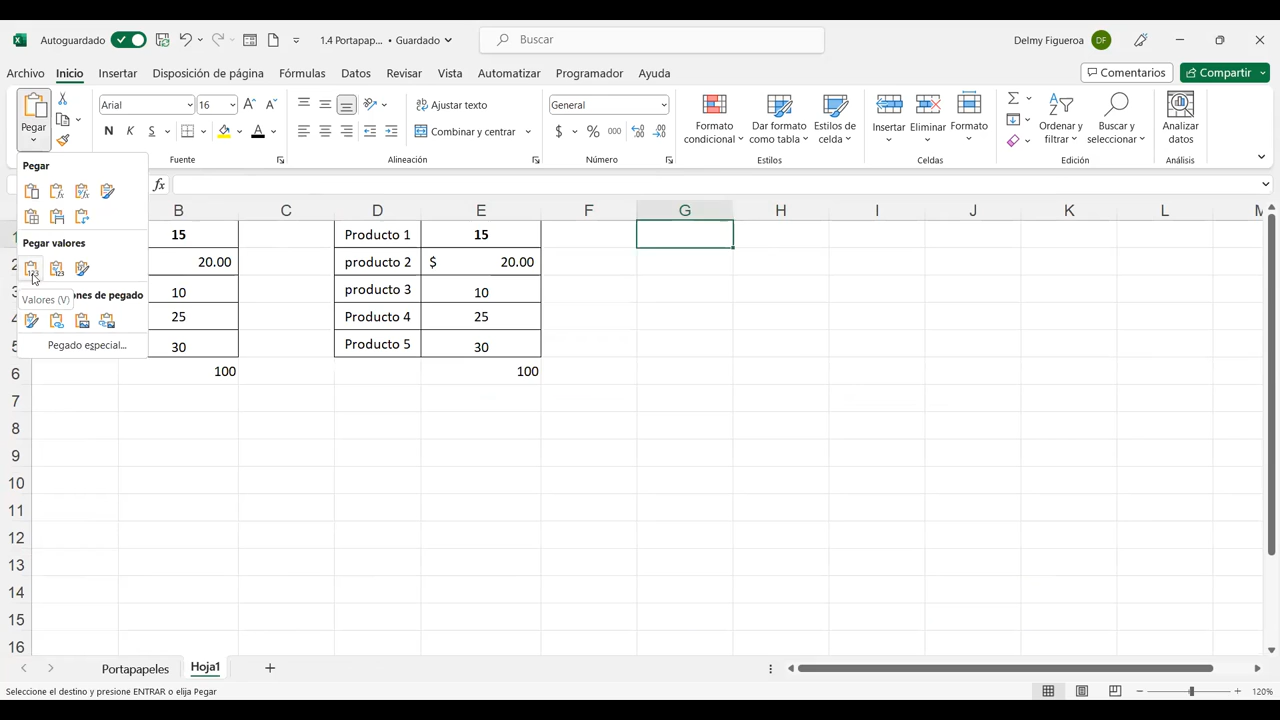 Autoguardado
1.4 Portapap... • Guardado
Buscar
Delmy Figueroa
DF
Archivo
Inicio
Insertar
Disposición de página
Fórmulas
Datos
Revisar
Vista
Automatizar
Programador
Ayuda
Comentarios
Compartir
Pegar
Arial
16
N K S
Fuente
Ajustar texto
Combinar y centrar
Alineación
General
$ % 000
Número
Formato condicional
Dar formato como tabla
Estilos de celda
Estilos
Insertar
Eliminar
Formato
Celdas
Ordenar y filtrar
Buscar y seleccionar
Edición
Analizar datos
Análisis
Pegar
Pegar valores
Valores (V)
ones de pegado
Pegado especial...
fx
B C D E F G H I J K L M
15 Producto 1 15
2 20.00 producto 2 $ 20.00
3 10 producto 3 10
4 25 Producto 4 25
5 30 Producto 5 30
6 100 100
7
8
9
10
11
12
13
14
15
16
Portapapeles
Hoja1
Seleccione el destino y presione ENTRAR o elija Pegar
120%